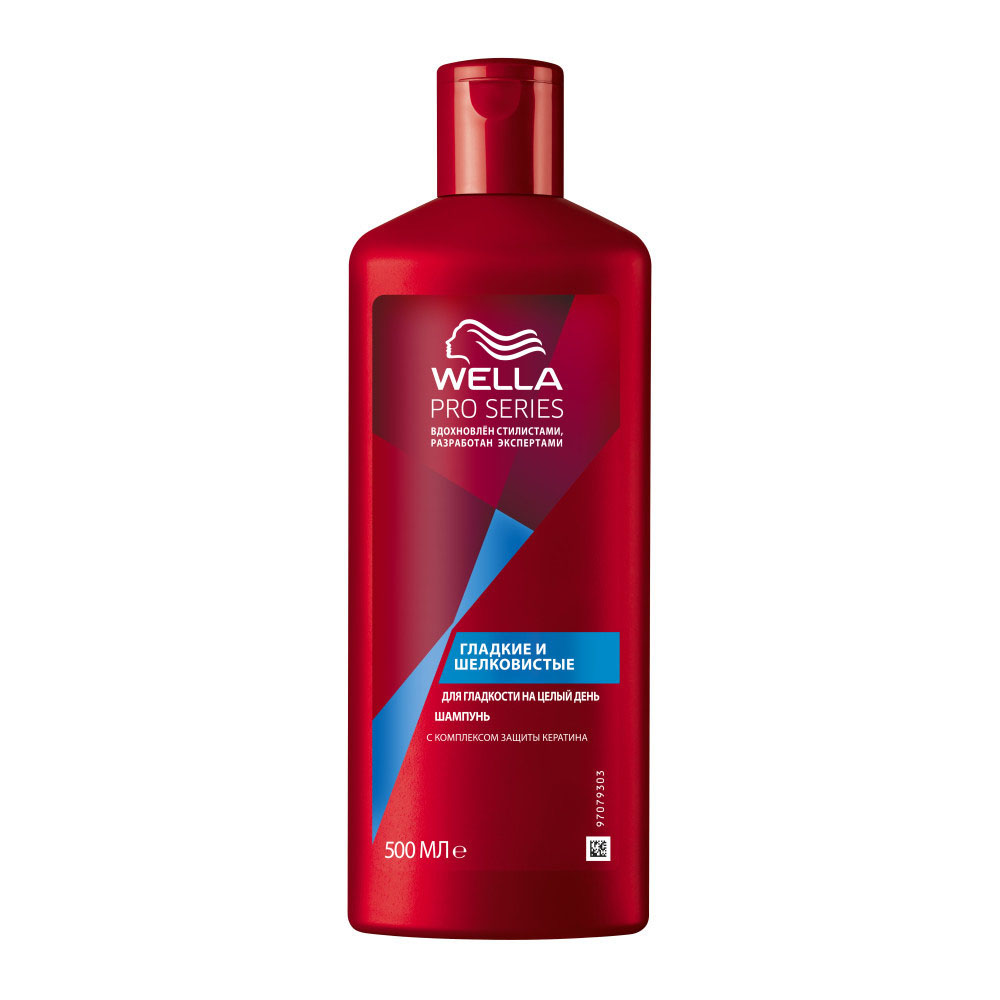 WELLA
PRO SERIES
ВДОХНОВЛЁН СТИЛИСТАМИ,
РАЗРАБОТАН ЭКСПЕРТАМИ
ГЛАДКИЕ И
ШЕЛКОВИСТЫЕ
ДЛЯ ГЛАДКОСТИ НА ЦЕЛЫЙ ДЕНЬ
ШАМПУНЬ
С КОМПЛЕКСОМ ЗАЩИТЫ КЕРАТИНА
97079303
500 МЛ ℮